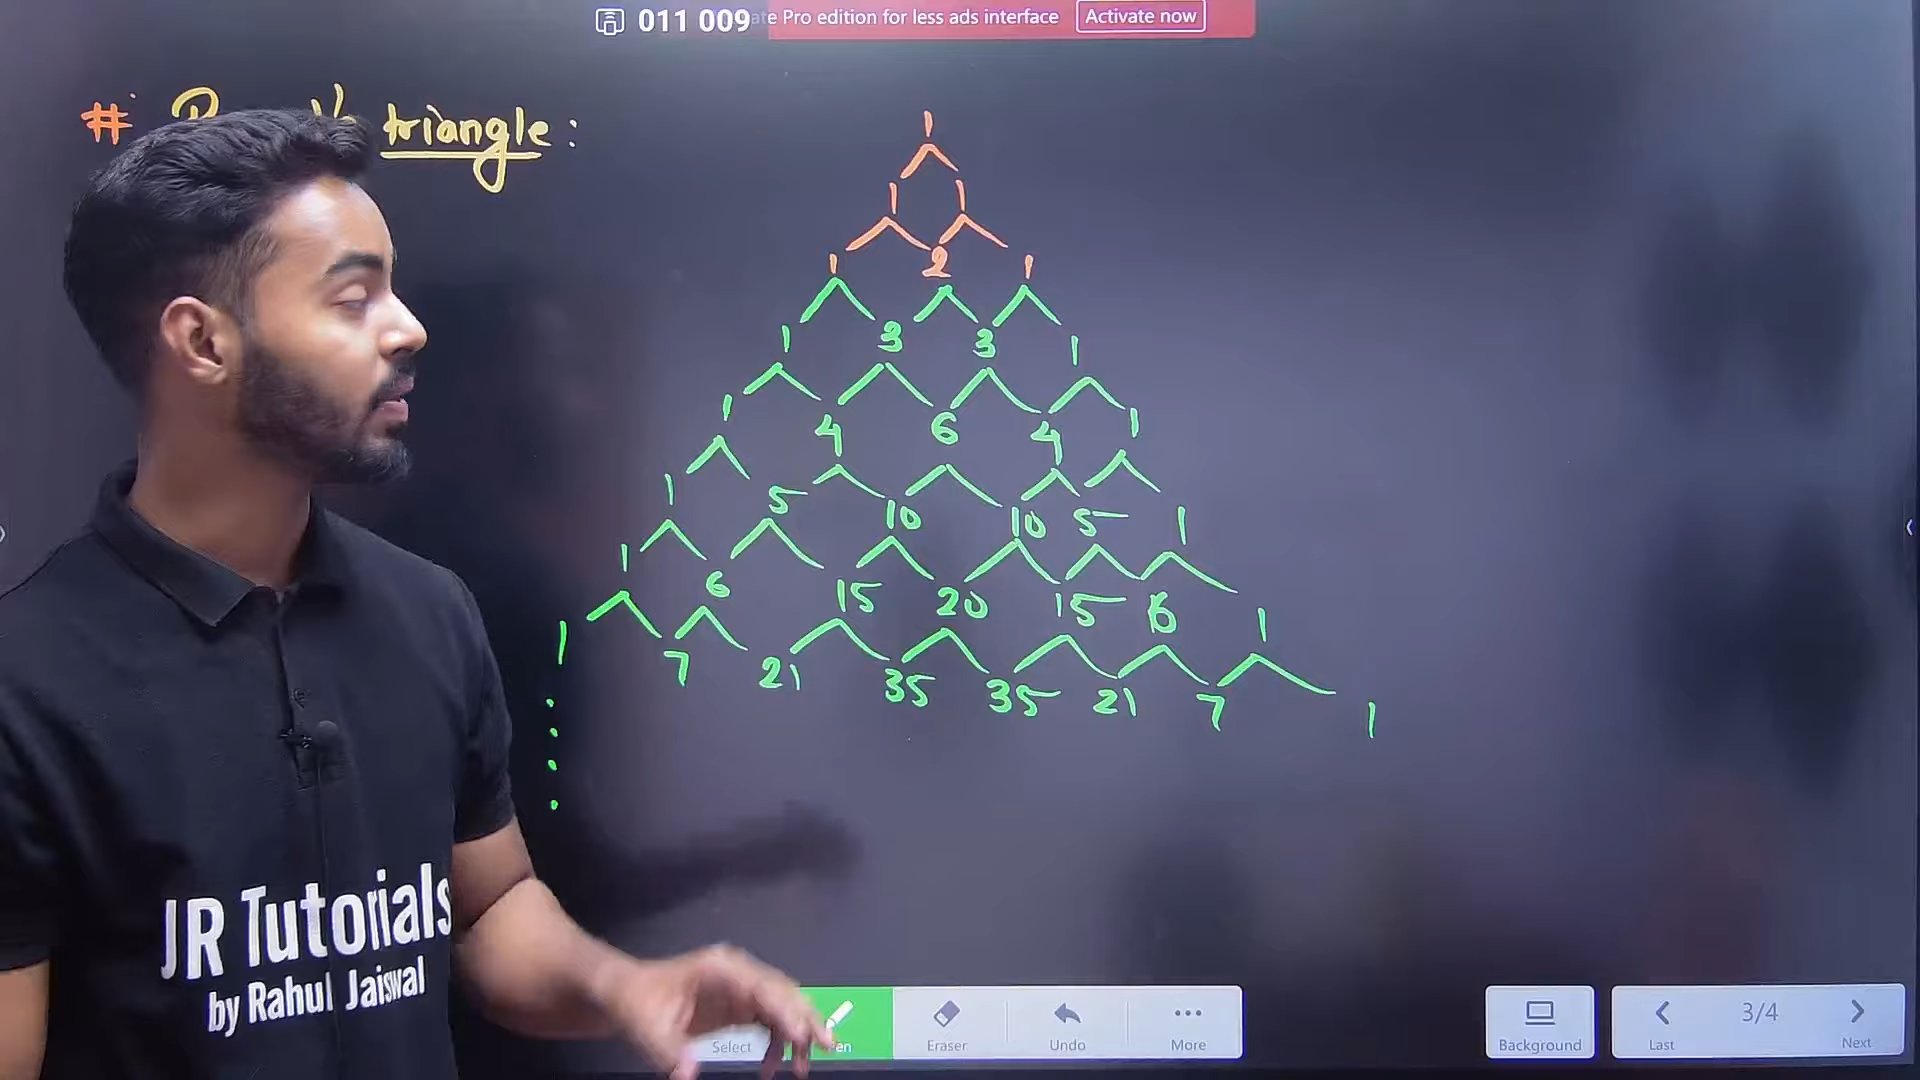 011 009
te Pro edition for less ads interface
Activate now
# triangle :
1
1 1
1 2 1
1 3 3 1
1 4 6 4 1
1 5 10 10 5 1
1 6 15 20 15 6 1
1 7 21 35 35 21 7 1
JR Tutorials
by Rahul Jaiswal
Select
Pen
Eraser
Undo
More
Background
Last
3/4
Next